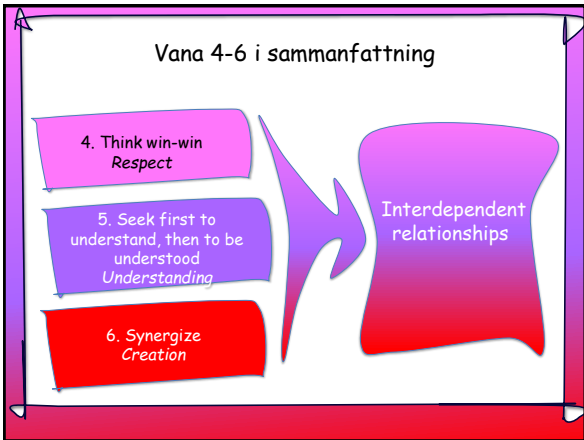 Vana 4-6 i sammanfattning
4. Think win-win
Respect
5. Seek first to
understand, then to be
understood
Understanding
6. Synergize
Creation
Interdependent
relationships